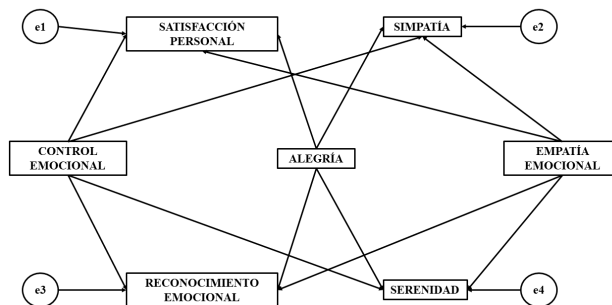 e1
SATISFACCIÓN
PERSONAL
SIMPATÍA
e2
CONTROL
EMOCIONAL
ALEGRÍA
EMPATÍA
EMOCIONAL
e3
RECONOCIMIENTO
EMOCIONAL
SERENIDAD
e4